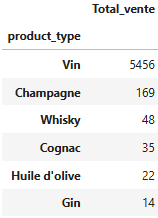 Total_vente
product_type
Vin 5456
Champagne 169
Whisky 48
Cognac 35
Huile d'olive 22
Gin 14